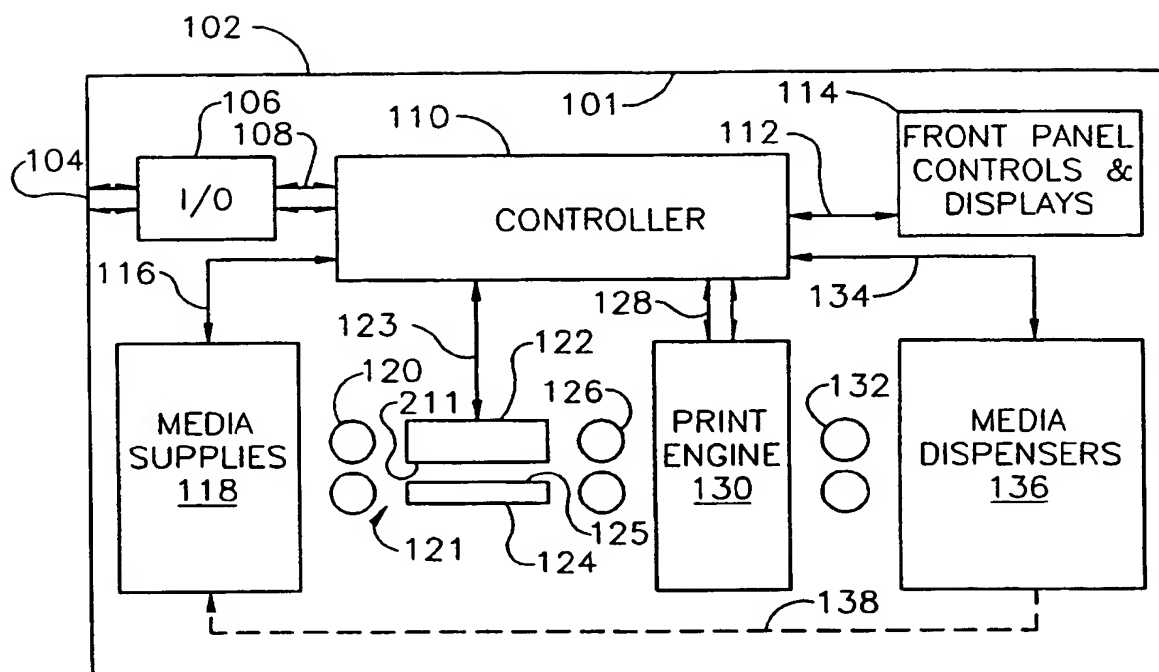 102
101
106
108
110
112
114
FRONT PANEL
CONTROLS &
DISPLAYS
104
I/O
CONTROLLER
116
123
128
134
120
211
122
126
132
MEDIA
SUPPLIES
118
PRINT
ENGINE
130
MEDIA
DISPENSERS
136
121
124
125
138